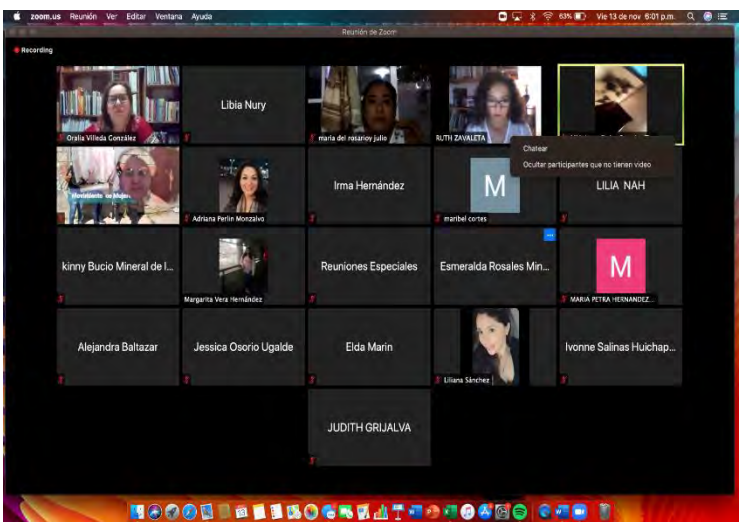 zoom.us Reunión Ver Editar Ventana Ayuda
63% Vie 13 de nov 6:01 p.m.
Reunión de Zoom
Recording
Oralia Villeda González
Libia Nury
maria del rosarioy julio
RUTH ZAVALETA
Chatear
Ocultar participantes que no tienen video
Adriana Perlin Monzalvo
Irma Hernández
M
maribel cortes
LILIA NAH
kinny Bucio Mineral de l...
Margarita Vera Hernández
Reuniones Especiales
Esmeralda Rosales Min...
M
MARIA PETRA HERNANDEZ...
Alejandra Baltazar
Jessica Osorio Ugalde
Elda Marin
Liliana Sánchez
Ivonne Salinas Huichap...
JUDITH GRIJALVA